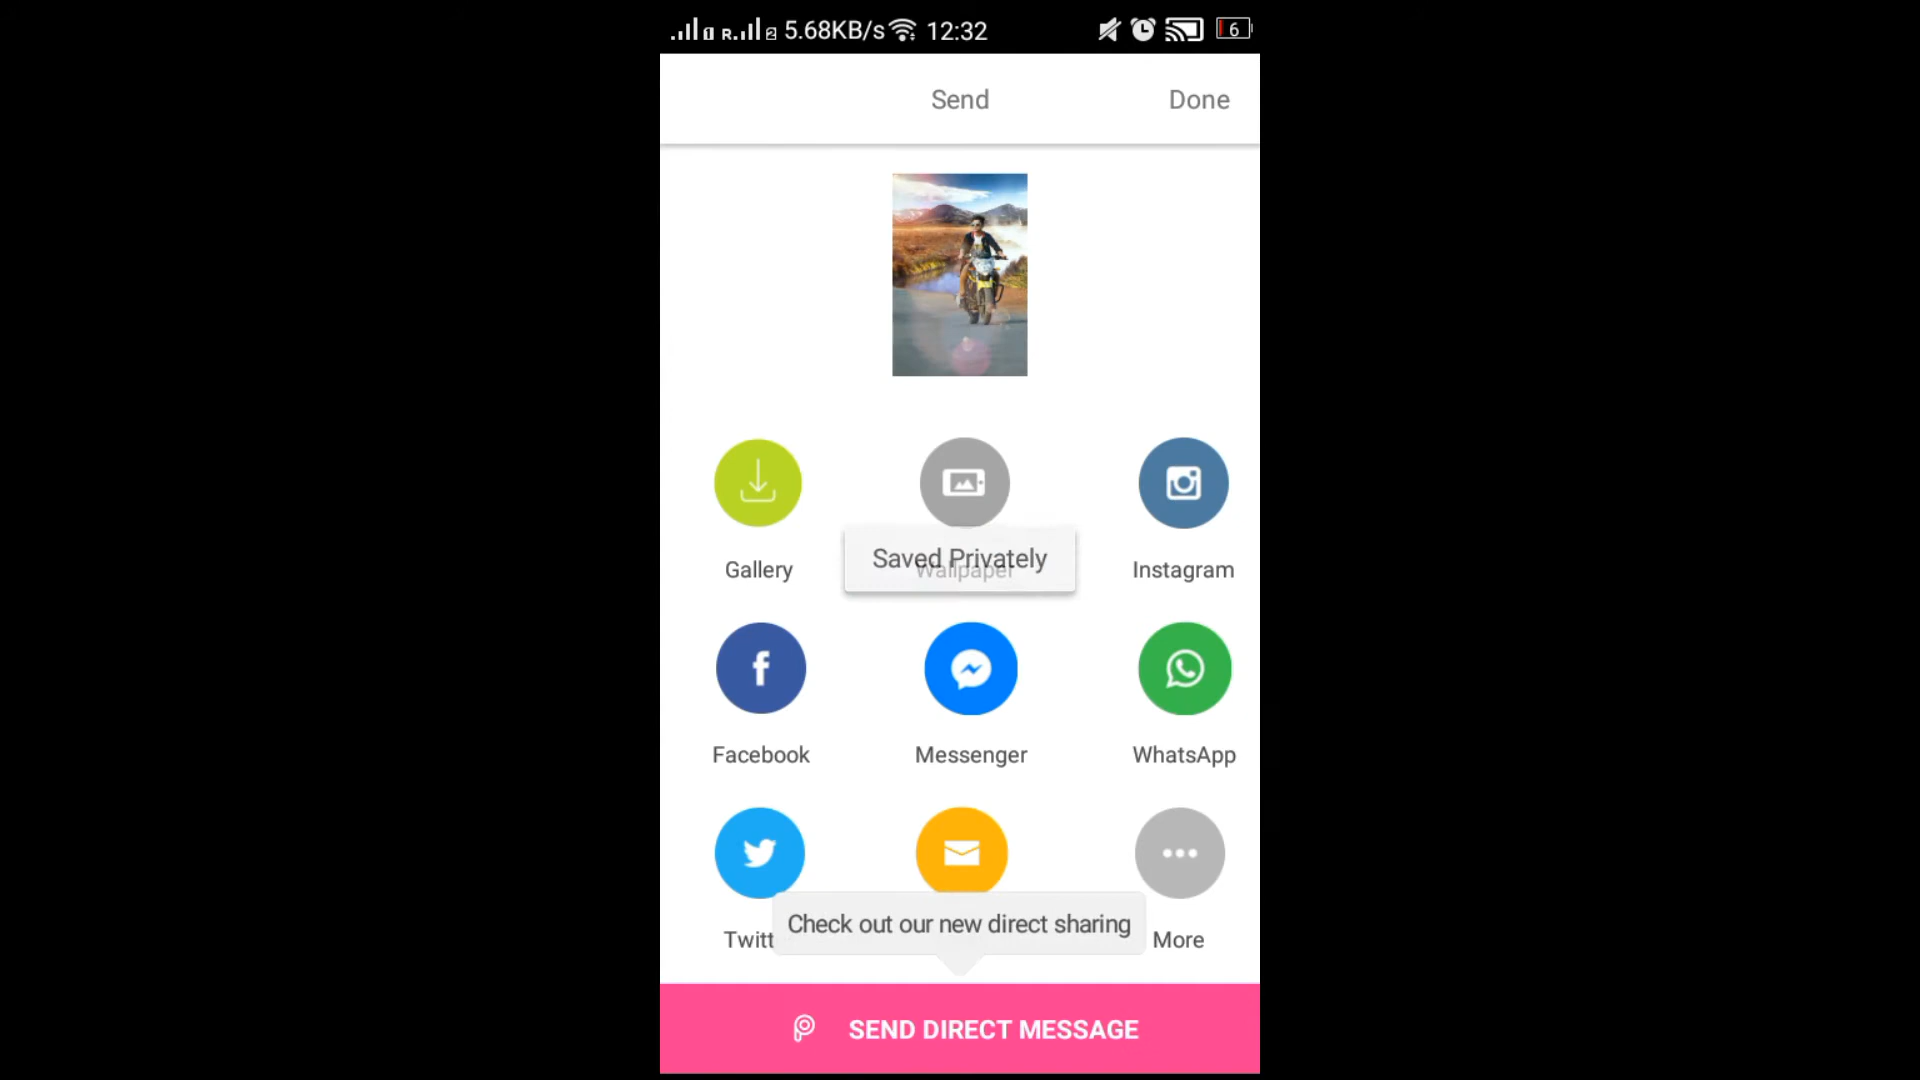 R. 5.68KB/s 12:32 6
Send Done
Gallery Wallpaper Instagram
Saved Privately
Facebook Messenger WhatsApp
Twitt More
Check out our new direct sharing
SEND DIRECT MESSAGE